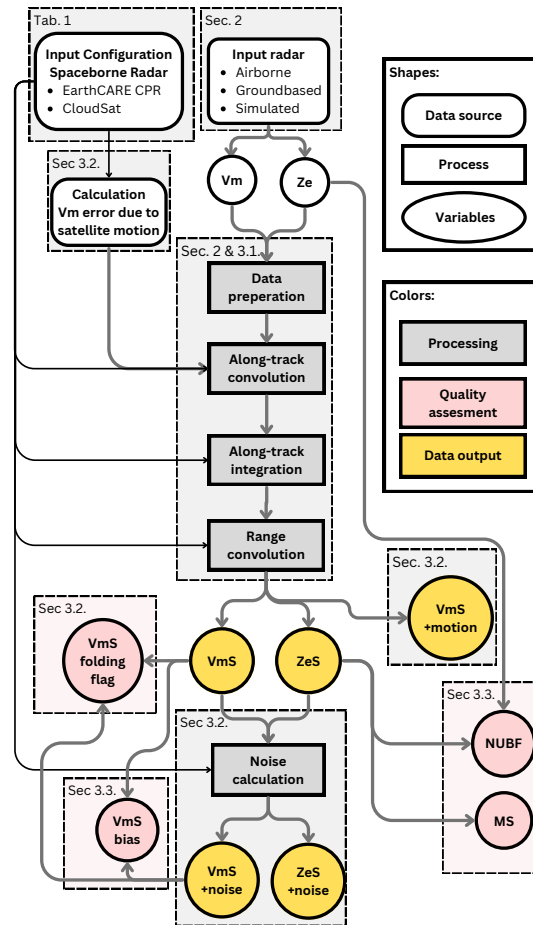 Tab. 1
Input Configuration
Spaceborne Radar
• EarthCARE CPR
• CloudSat
Sec. 2
Input radar
• Airborne
• Groundbased
• Simulated
Shapes:
Data source
Process
Variables
Sec 3.2.
Calculation
Vm error due to
satellite motion
Vm
Ze
Sec. 2 & 3.1.
Data
preperation
Along-track
convolution
Along-track
integration
Range
convolution
Colors:
Processing
Quality
assesment
Data output
Sec. 3.2.
VmS
+motion
Sec 3.2.
VmS
folding
flag
VmS
ZeS
Sec 3.3.
NUBF
MS
Sec 3.2.
Noise
calculation
VmS
+noise
ZeS
+noise
Sec 3.3.
VmS
bias